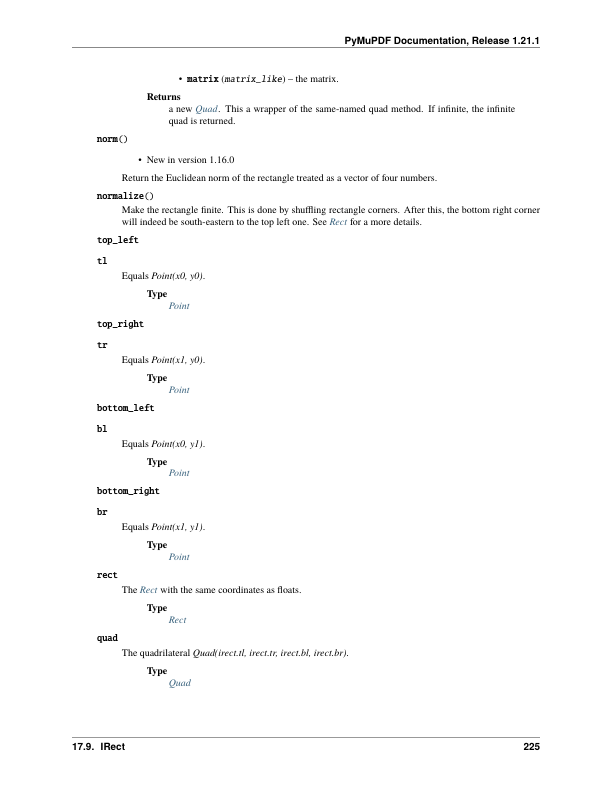 PyMuPDF Documentation, Release 1.21.1
• matrix (matrix_like) – the matrix.
Returns
a new Quad. This a wrapper of the same-named quad method. If infinite, the infinite
quad is returned.
norm()
• New in version 1.16.0
Return the Euclidean norm of the rectangle treated as a vector of four numbers.
normalize()
Make the rectangle finite. This is done by shuffling rectangle corners. After this, the bottom right corner
will indeed be south-eastern to the top left one. See Rect for a more details.
top_left
tl
Equals Point(x0, y0).
Type
Point
top_right
tr
Equals Point(x1, y0).
Type
Point
bottom_left
bl
Equals Point(x0, y1).
Type
Point
bottom_right
br
Equals Point(x1, y1).
Type
Point
rect
The Rect with the same coordinates as floats.
Type
Rect
quad
The quadrilateral Quad(irect.tl, irect.tr, irect.bl, irect.br).
Type
Quad
17.9. IRect 225